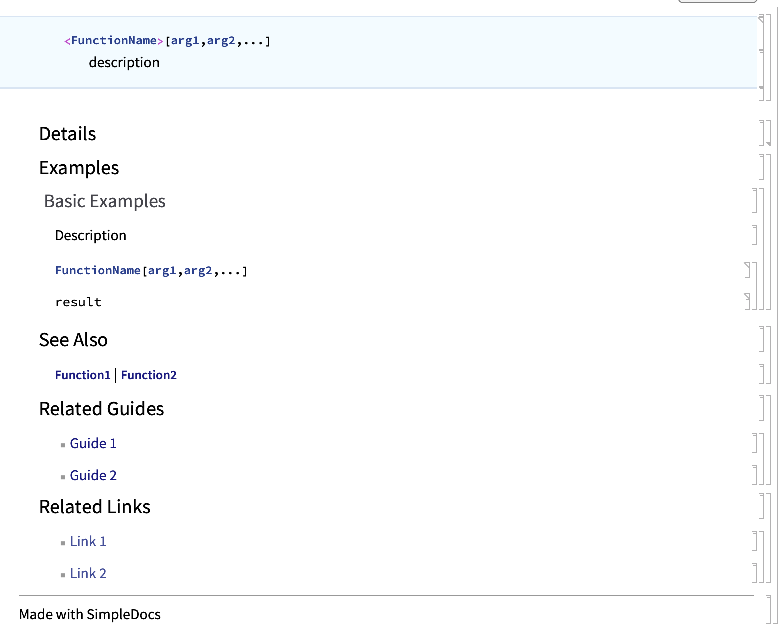 <FunctionName>[arg1,arg2,...]
description
Details
Examples
Basic Examples
Description
FunctionName[arg1,arg2,...]
result
See Also
Function1 | Function2
Related Guides
▪ Guide 1
▪ Guide 2
Related Links
▪ Link 1
▪ Link 2
Made with SimpleDocs